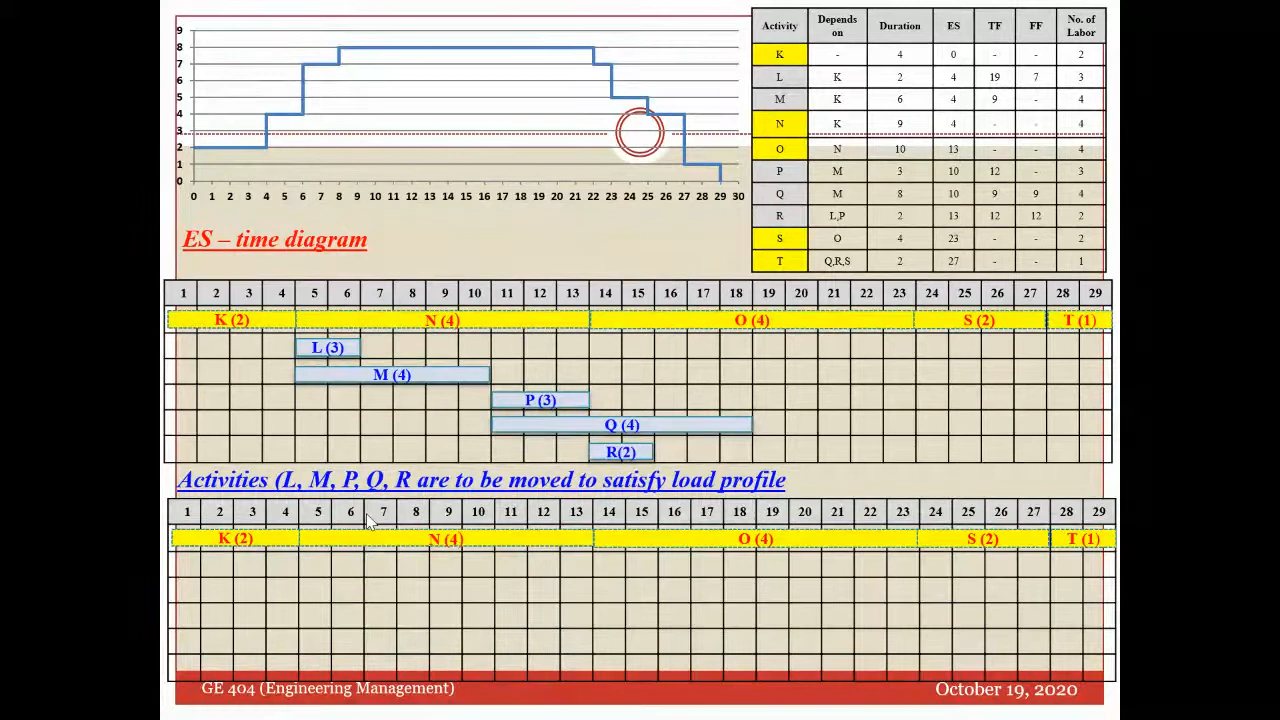 9
8
7
6
5
4
3
2
1
0
0 1 2 3 4 5 6 7 8 9 10 11 12 13 14 15 16 17 18 19 20 21 22 23 24 25 26 27 28 29 30
Activity Depends on Duration ES TF FF No. of Labor
K - 4 0 - - 2
L K 2 4 19 7 3
M K 6 4 9 - 4
N K 9 4 - - 4
O N 10 13 - - 4
P M 3 10 12 - 3
Q M 8 10 9 9 4
R L,P 2 13 12 12 2
S O 4 23 - - 2
T Q,R,S 2 27 - - 1
ES – time diagram
1 2 3 4 5 6 7 8 9 10 11 12 13 14 15 16 17 18 19 20 21 22 23 24 25 26 27 28 29
K (2) N (4) O (4) S (2) T (1)
L (3)
M (4)
P (3)
Q (4)
R(2)
Activities (L, M, P, Q, R are to be moved to satisfy load profile
1 2 3 4 5 6 7 8 9 10 11 12 13 14 15 16 17 18 19 20 21 22 23 24 25 26 27 28 29
K (2) N (4) O (4) S (2) T (1)
GE 404 (Engineering Management) October 19, 2020